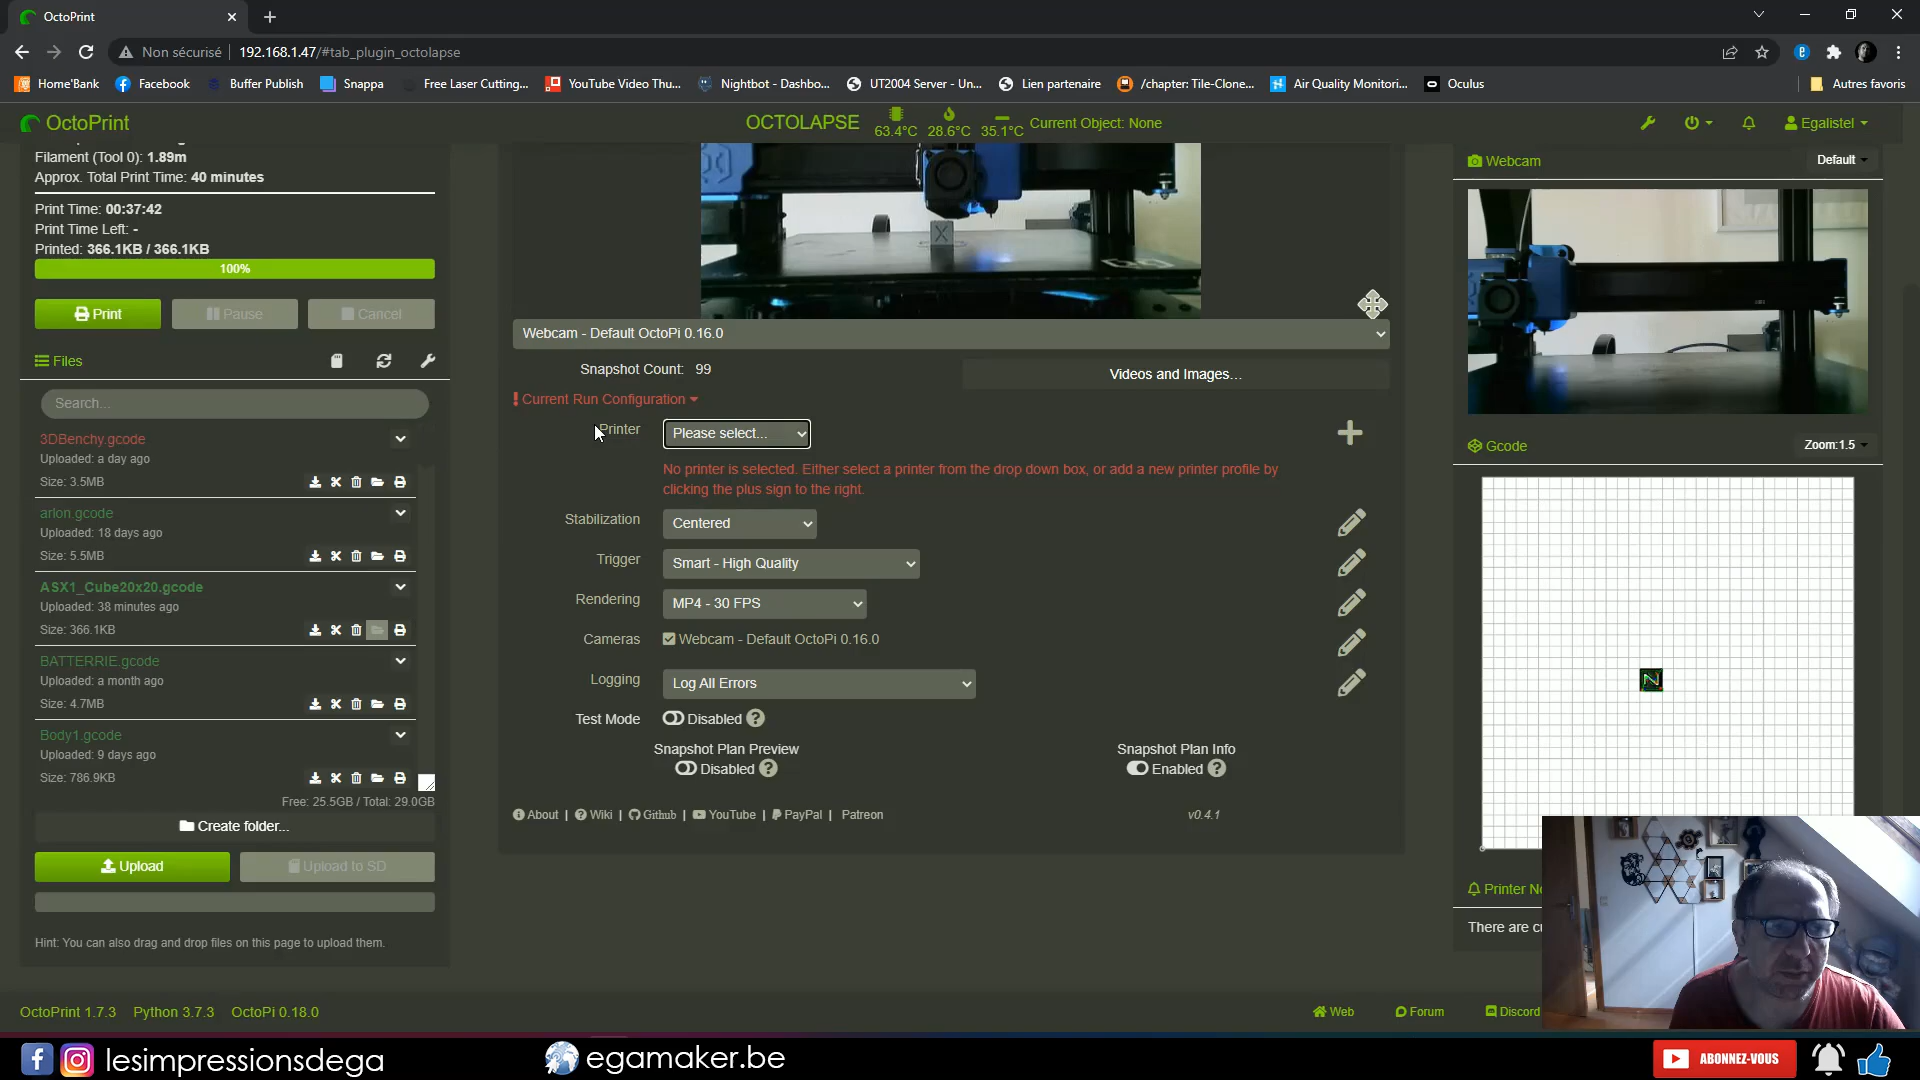 OctoPrint
Non sécurisé 192.168.1.47/#tab_plugin_octolapse
Home'Bank Facebook Buffer Publish Snappa Free Laser Cutting... YouTube Video Thu... Nightbot - Dashbo... UT2004 Server - Un... Lien partenaire /chapter: Tile-Clone... Air Quality Monitori... Oculus Autres favoris
OctoPrint
OCTOLAPSE 63.4°C 28.6°C 35.1°C Current Object: None
Egalistel
Filament (Tool 0): 1.89m
Approx. Total Print Time: 40 minutes
Print Time: 00:37:42
Print Time Left: -
Printed: 366.1KB / 366.1KB
100%
Print Pause Cancel
Files
Search...
3DBenchy.gcode
Uploaded: a day ago
Size: 3.5MB
arlon.gcode
Uploaded: 18 days ago
Size: 5.5MB
ASX1_Cube20x20.gcode
Uploaded: 38 minutes ago
Size: 366.1KB
BATTERRIE.gcode
Uploaded: a month ago
Size: 4.7MB
Body1.gcode
Uploaded: 9 days ago
Size: 786.9KB
Free: 25.5GB / Total: 29.0GB
Create folder...
Upload Upload to SD
Hint: You can also drag and drop files on this page to upload them.
X
Webcam - Default OctoPi 0.16.0
Snapshot Count: 99
Videos and Images...
Current Run Configuration
Printer Please select...
No printer is selected. Either select a printer from the drop down box, or add a new printer profile by
clicking the plus sign to the right.
Stabilization Centered
Trigger Smart - High Quality
Rendering MP4 - 30 FPS
Cameras Webcam - Default OctoPi 0.16.0
Logging Log All Errors
Test Mode Disabled
Snapshot Plan Preview Snapshot Plan Info
Disabled Enabled
About | Wiki | Github | YouTube | PayPal | Patreon v0.4.1
Webcam Default
Gcode Zoom:1.5
Printer
There are
OctoPrint 1.7.3 Python 3.7.3 OctoPi 0.18.0
Web Forum Discord
lesimpressionsdega egamaker.be ABONNEZ-VOUS